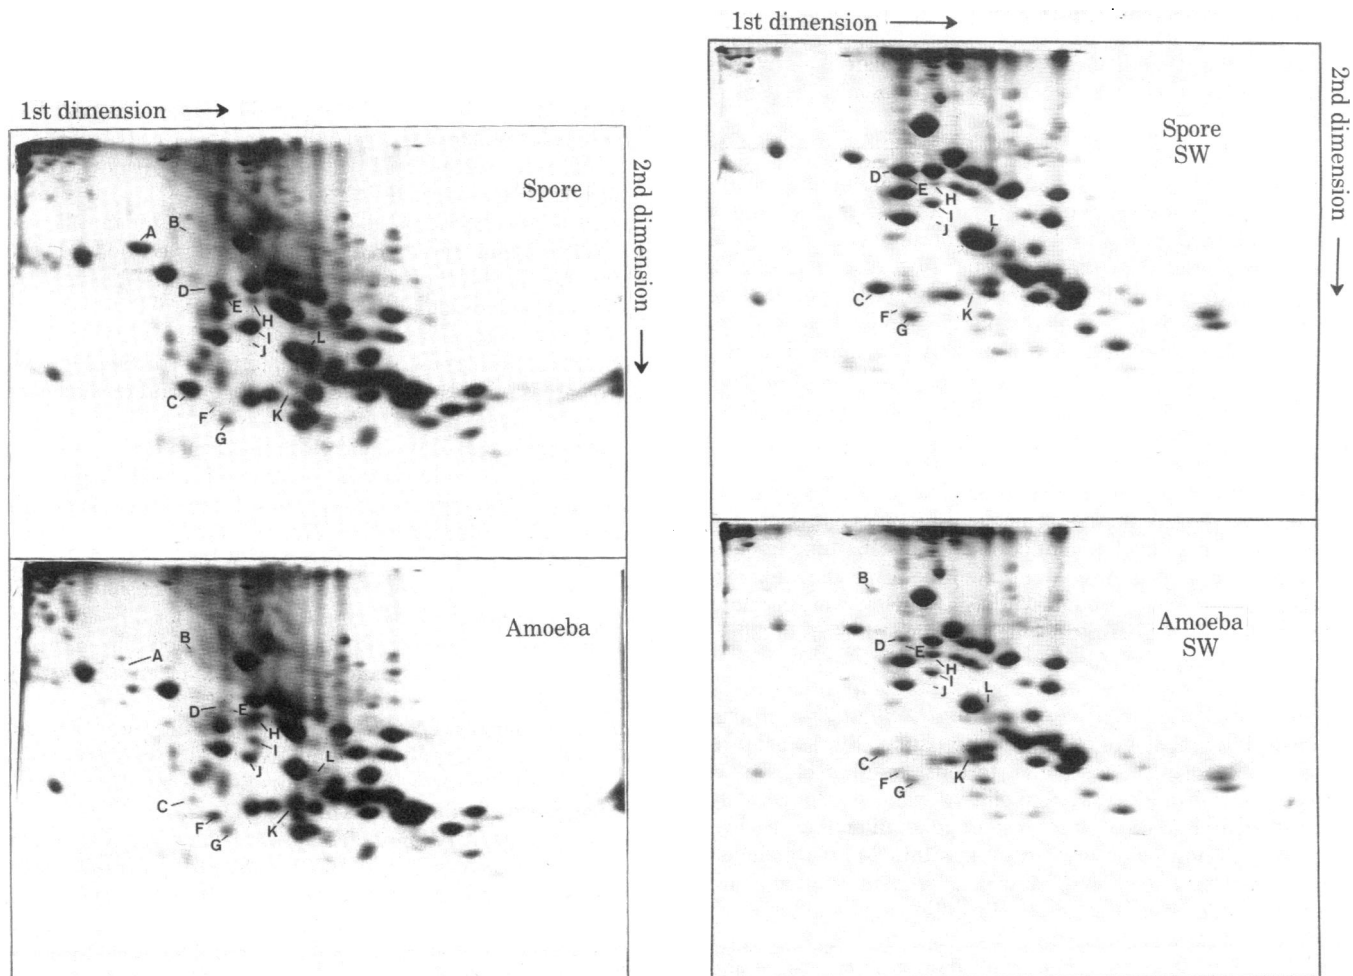 1st dimension
2nd dimension
Spore
A
B
C
D
E
F
G
H
I
J
K
L
Amoeba
A
B
C
D
E
F
G
H
I
J
K
L
1st dimension
2nd dimension
Spore
SW
C
D
E
F
G
H
I
J
K
L
Amoeba
SW
B
C
D
E
F
G
H
I
J
K
L